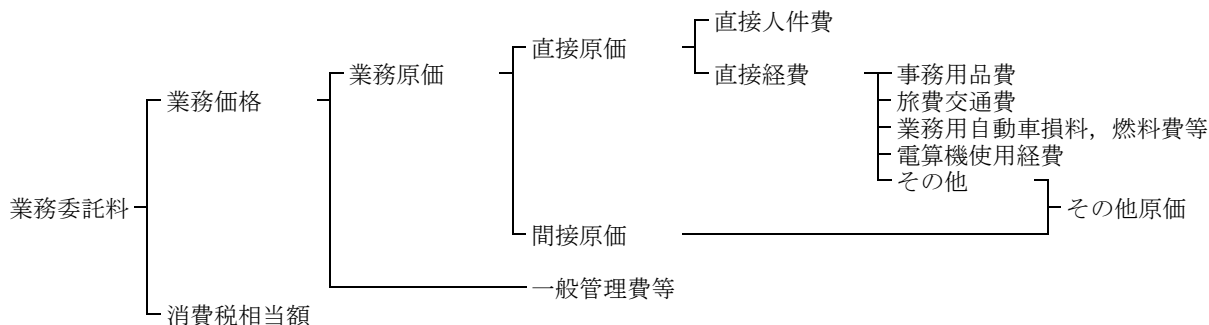 直接人件費
直接原価
業務原価
直接経費
事務用品費
業務価格
旅費交通費
業務用自動車損料，燃料費等
電算機使用経費
その他
業務委託料
その他原価
間接原価
一般管理費等
消費税相当額